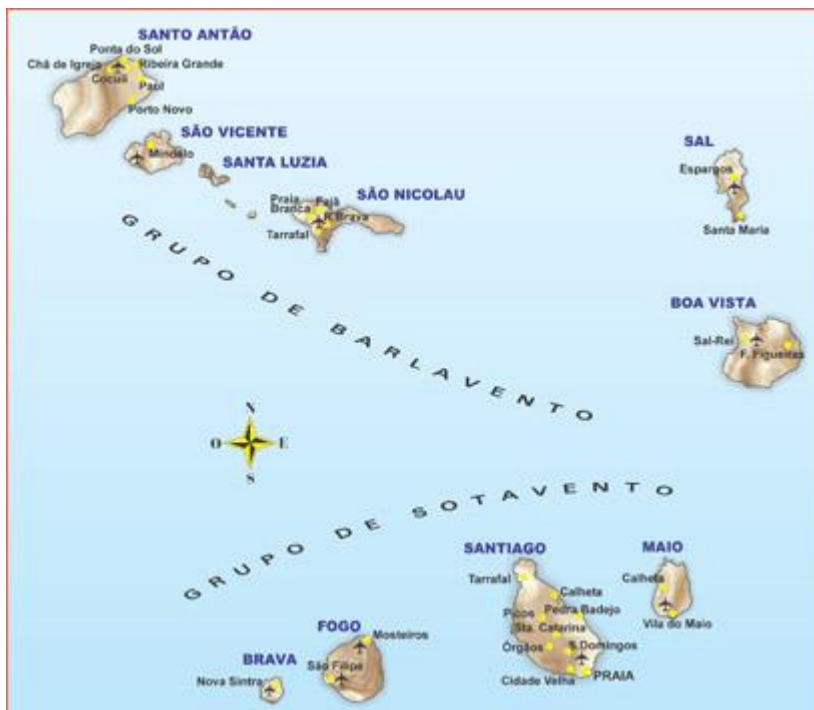 SANTO ANTÃO
Ponta do Sol
Chã de Igreja
Ribeira Grande
Coculi
Paúl
Porto Novo
SÃO VICENTE
Mindelo
SANTA LUZIA
SÃO NICOLAU
Praia
Branca
Fajã
R. Brava
Tarrafal
SAL
Espargos
Santa Maria
BOA VISTA
Sal-Rei
F. Figueiras
GRUPO DE BARLAVENTO
N
O
E
S
GRUPO DE SOTAVENTO
SANTIAGO
Tarrafal
Calheta
Picos
Pedra Badejo
Sta. Catarina
Órgãos
S.Domingos
Cidade Velha
PRAIA
MAIO
Calheta
Vila do Maio
FOGO
Mosteiros
São Filipe
BRAVA
Nova Sintra